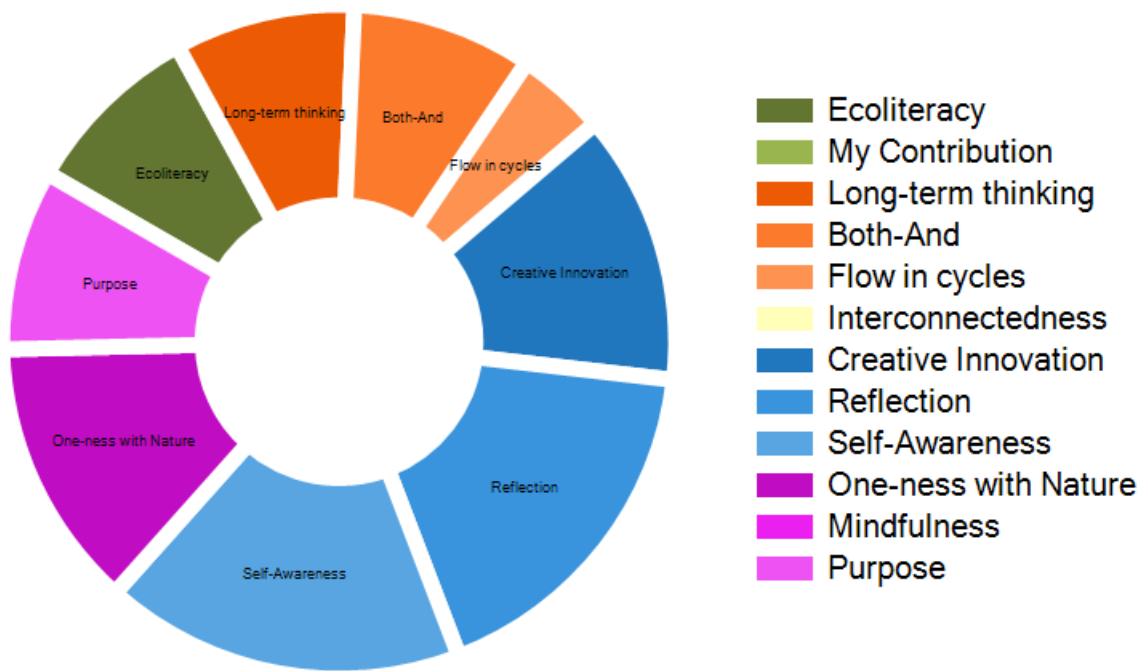 Long-term thinking
Both-And
Flow in cycles
Ecoliteracy
Creative Innovation
Purpose
One-ness with Nature
Reflection
Self-Awareness
Ecoliteracy
My Contribution
Long-term thinking
Both-And
Flow in cycles
Interconnectedness
Creative Innovation
Reflection
Self-Awareness
One-ness with Nature
Mindfulness
Purpose